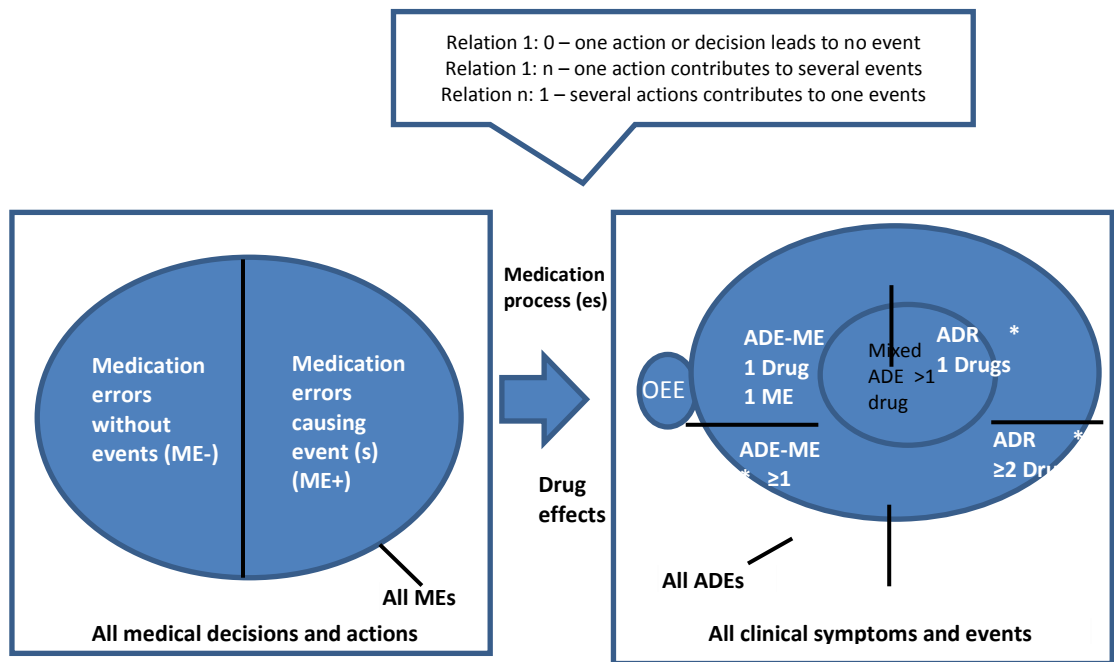 Relation 1: 0 – one action or decision leads to no event
Relation 1: n – one action contributes to several events
Relation n: 1 – several actions contributes to one events
Medication
errors
without
events (ME-)
Medication
errors
causing
event (s)
(ME+)
All MEs
All medical decisions and actions
Medication
process (es)
Drug
effects
OEE
ADE-ME
1 Drug
1 ME
Mixed
ADE >1
drug
ADR *
1 Drugs
ADE-ME
* ≥1
ADR *
≥2
All ADEs
All clinical symptoms and events